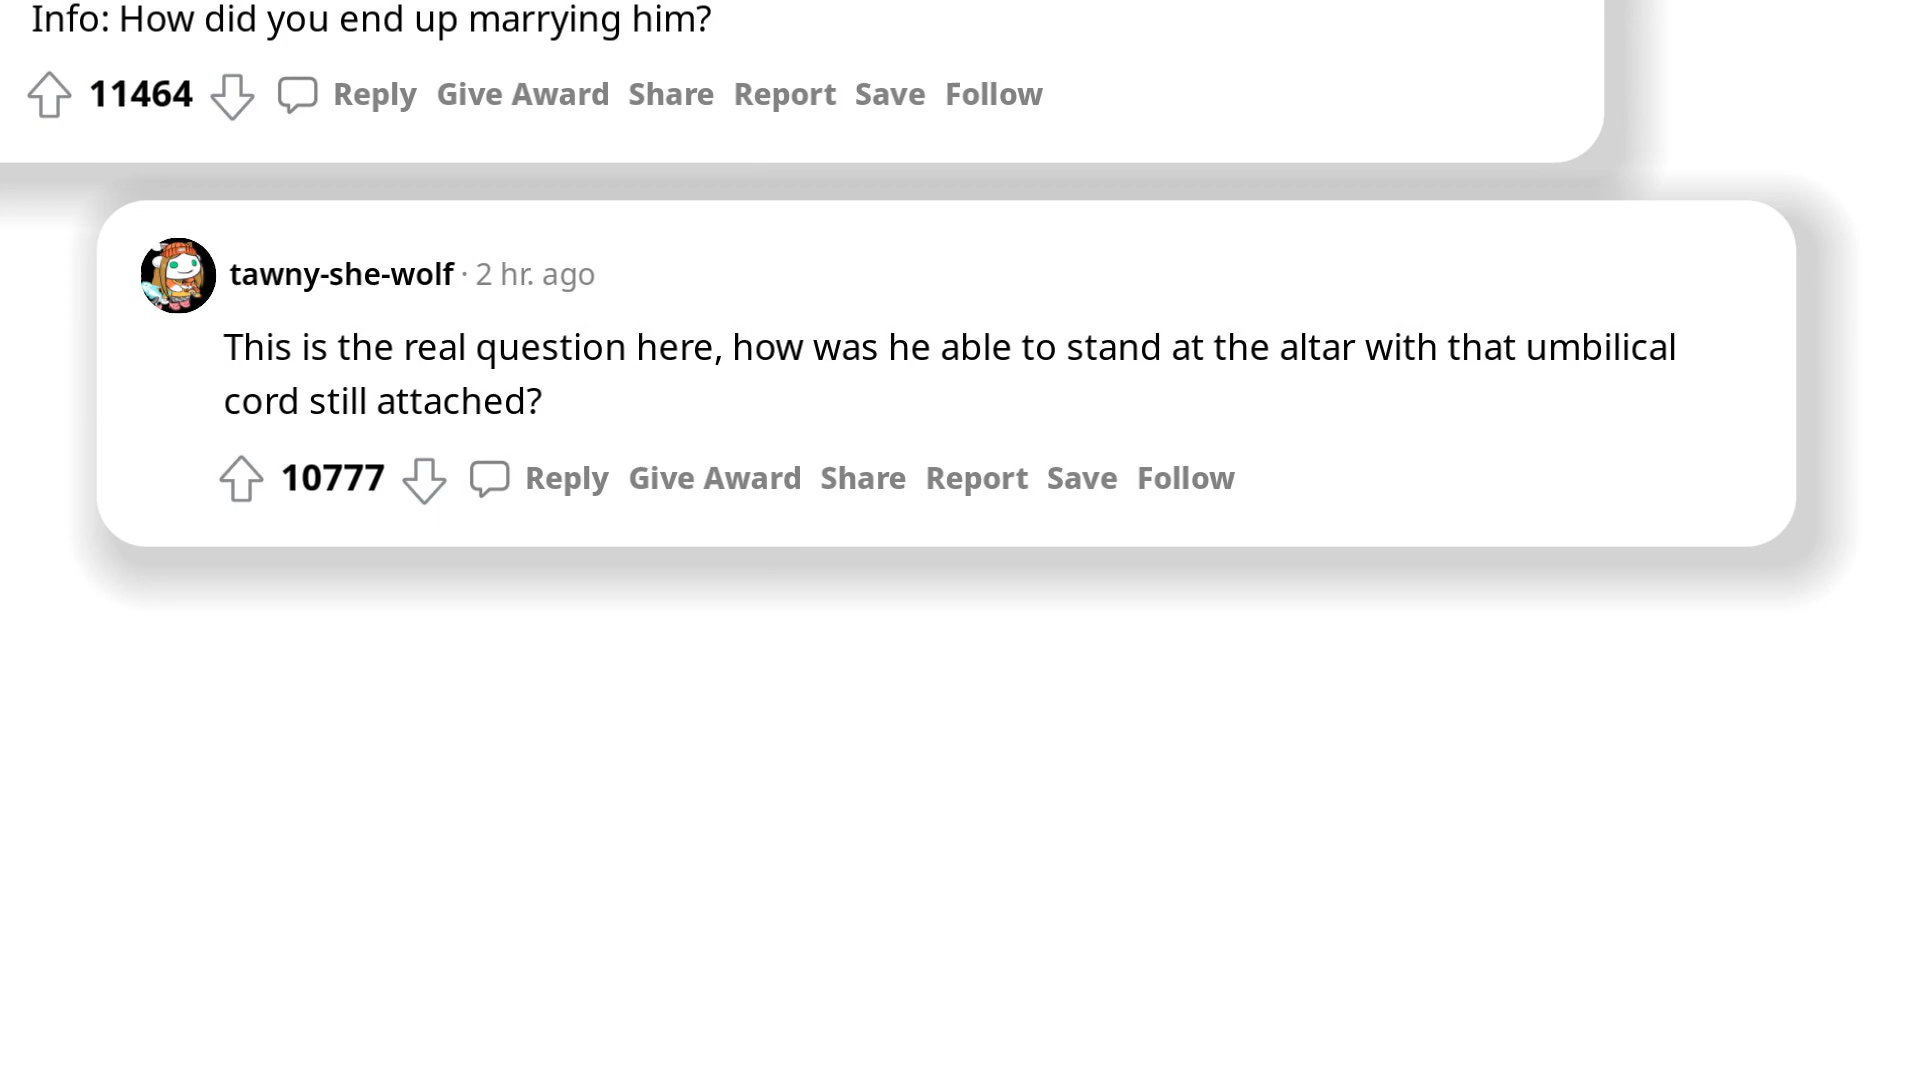 Info: How did you end up marrying him?
11464 Reply Give Award Share Report Save Follow
tawny-she-wolf · 2 hr. ago
This is the real question here, how was he able to stand at the altar with that umbilical
cord still attached?
10777 Reply Give Award Share Report Save Follow